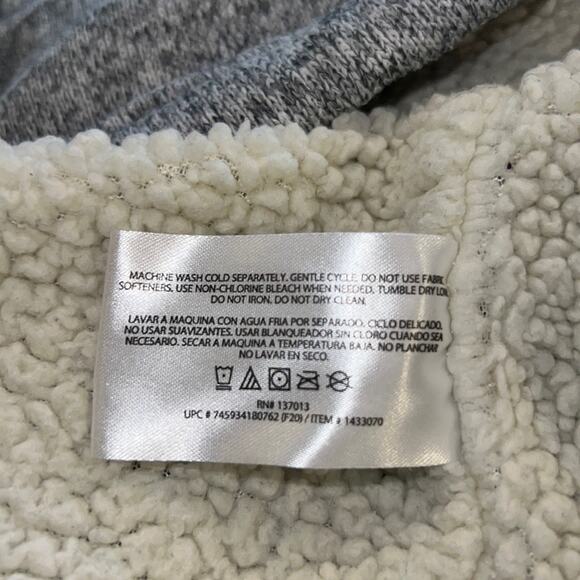 MACHINE WASH COLD SEPARATELY. GENTLE CYCLE. DO NOT USE FABRIC
SOFTENERS. USE NON-CHLORINE BLEACH WHEN NEEDED. TUMBLE DRY LOW.
DO NOT IRON. DO NOT DRY CLEAN.
LAVAR A MAQUINA CON AGUA FRIA POR SEPARADO. CICLO DELICADO.
NO USAR SUAVIZANTES. USAR BLANQUEADOR SIN CLORO CUANDO SEA
NECESARIO. SECAR A MAQUINA A TEMPERATURA BAJA. NO PLANCHAR
NO LAVAR EN SECO.
RN# 137013
UPC # 745934180762 (F20) / ITEM # 1433070